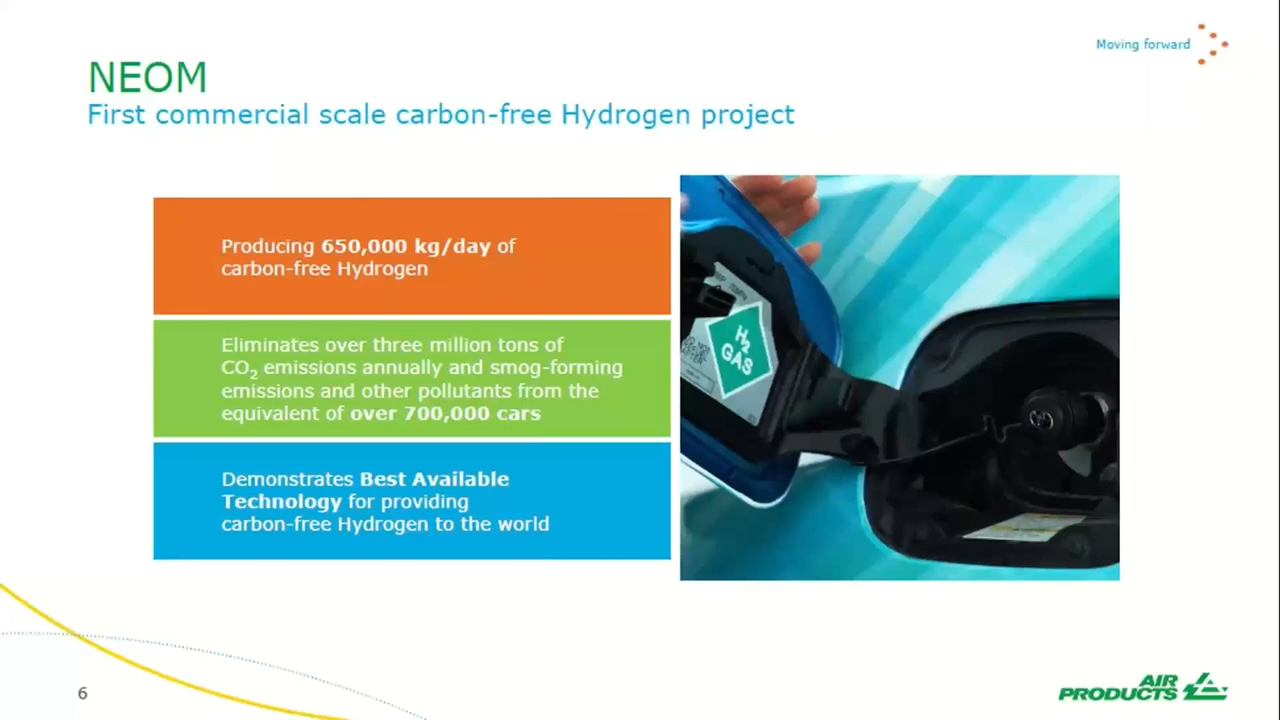 Moving forward
NEOM
First commercial scale carbon-free Hydrogen project
Producing 650,000 kg/day of
carbon-free Hydrogen
Eliminates over three million tons of
CO₂ emissions annually and smog-forming
emissions and other pollutants from the
equivalent of over 700,000 cars
Demonstrates Best Available
Technology for providing
carbon-free Hydrogen to the world
H₂
GAS
6
AIR
PRODUCTS